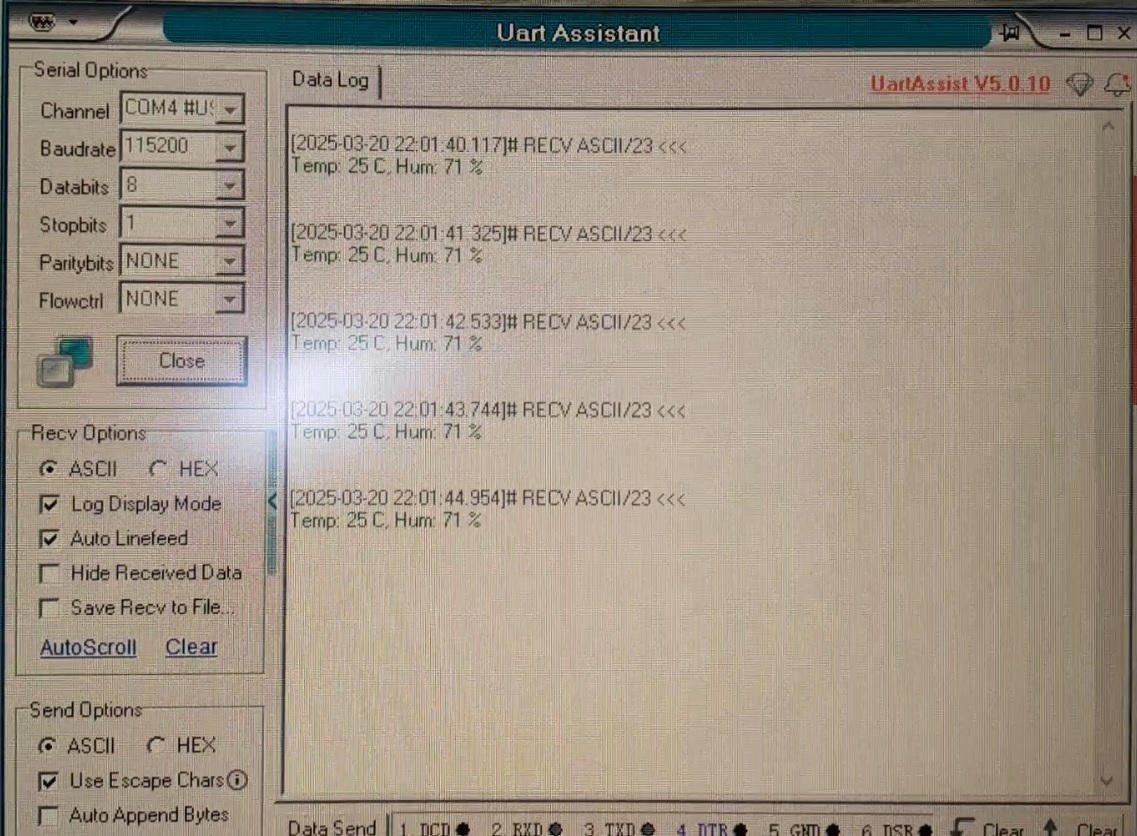 Uart Assistant
Serial Options
Channel COM4 #US
Baudrate 115200
Databits 8
Stopbits 1
Paritybits NONE
Flowctrl NONE
Close
Recv Options
ASCII HEX
Log Display Mode
Auto Linefeed
Hide Received Data
Save Recv to File...
AutoScroll Clear
Send Options
ASCII HEX
Use Escape Chars
Auto Append Bytes
Data Log
UartAssist V5.0.10
[2025-03-20 22:01:40.117]# RECV ASCII/23 <<<
Temp: 25 C, Hum: 71 %
[2025-03-20 22:01:41.325]# RECV ASCII/23 <<<
Temp: 25 C, Hum: 71 %
[2025-03-20 22:01:42.533]# RECV ASCII/23 <<<
Temp: 25 C, Hum: 71 %
[2025-03-20 22:01:43.744]# RECV ASCII/23 <<<
Temp: 25 C, Hum: 71 %
[2025-03-20 22:01:44.954]# RECV ASCII/23 <<<
Temp: 25 C, Hum: 71 %
Data Send 1. DCD 2. RXD 3. TXD 4. DTR 5. GND 6. DSR Clear Clear